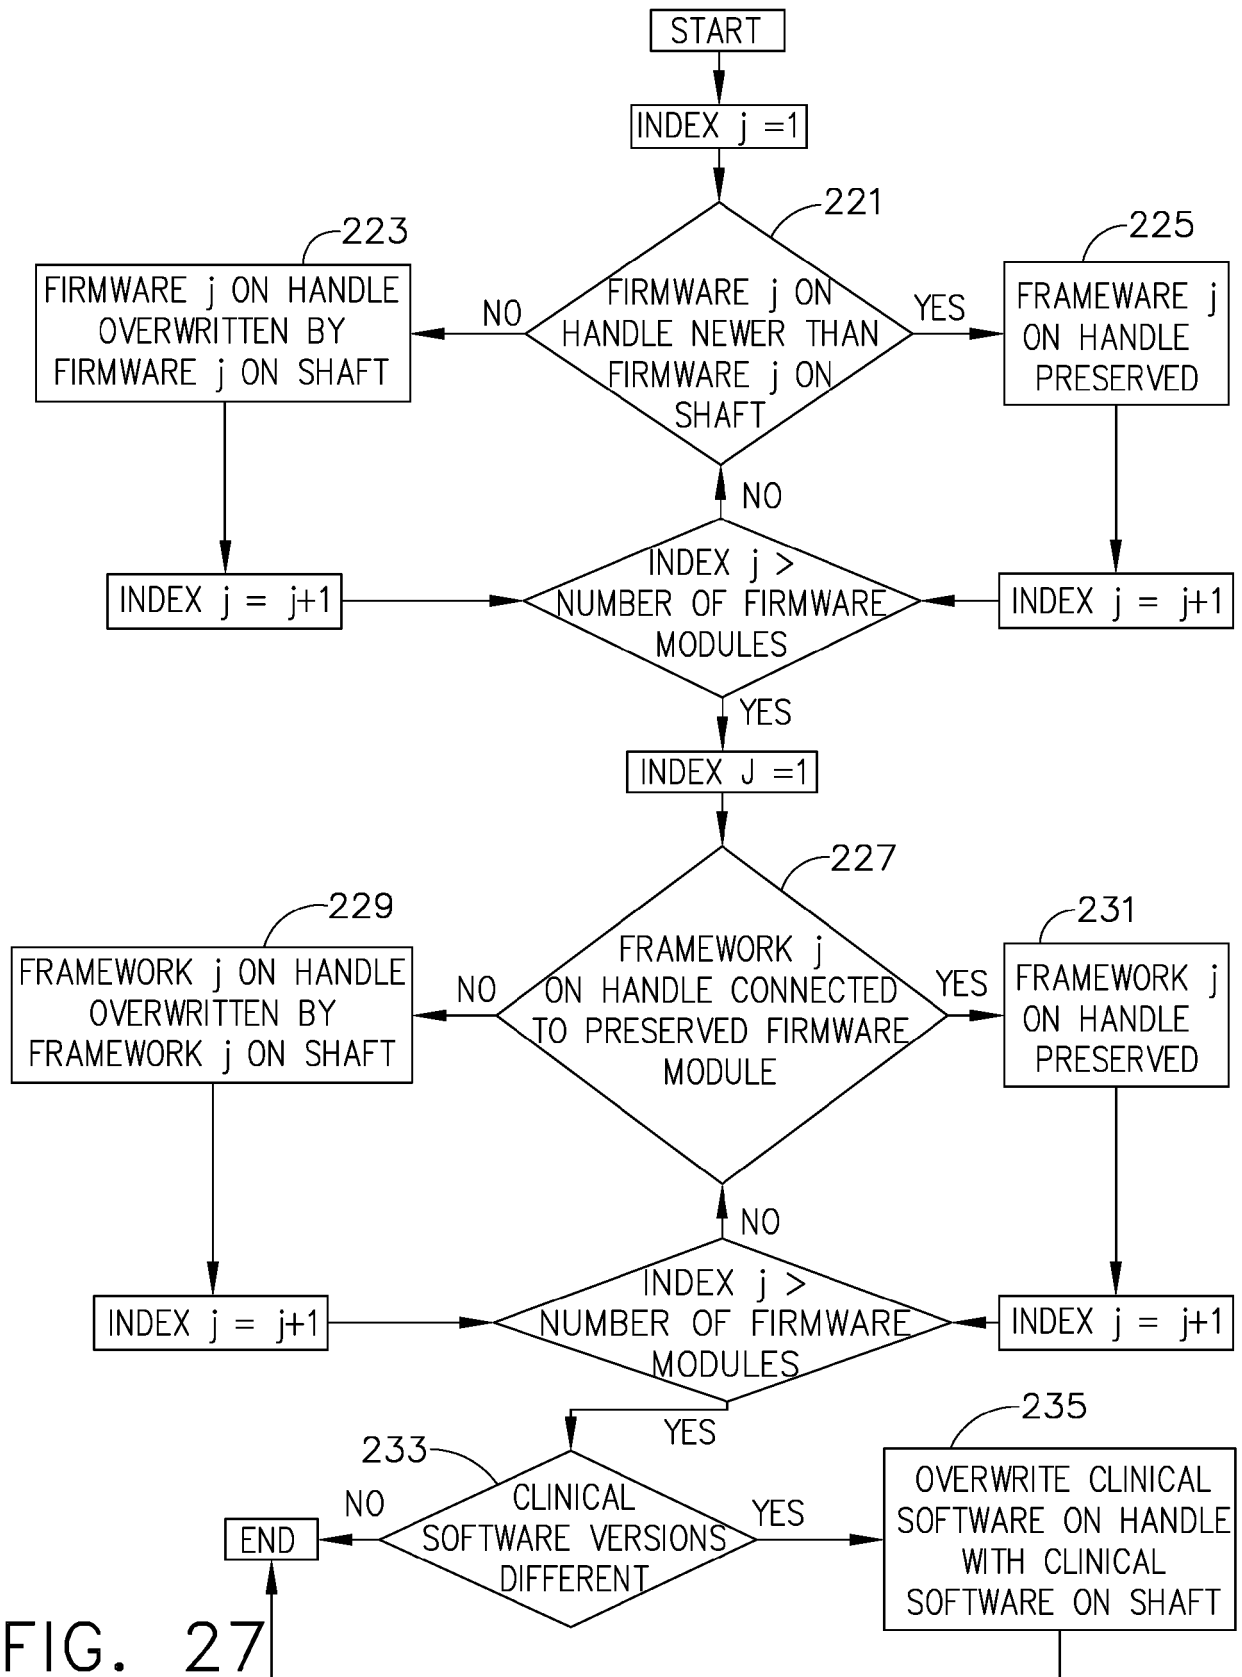 START
INDEX j =1
221
223
225
FIRMWARE j ON HANDLE
OVERWRITTEN BY
FIRMWARE j ON SHAFT
NO
FIRMWARE j ON
HANDLE NEWER THAN
FIRMWARE j ON
SHAFT
YES
FRAMEWARE j
ON HANDLE
PRESERVED
NO
INDEX j = j+1
INDEX j >
NUMBER OF FIRMWARE
MODULES
INDEX j = j+1
YES
INDEX J =1
227
229
231
FRAMEWORK j ON HANDLE
OVERWRITTEN BY
FRAMEWORK j ON SHAFT
NO
FRAMEWORK j
ON HANDLE CONNECTED
TO PRESERVED FIRMWARE
MODULE
YES
FRAMEWORK j
ON HANDLE
PRESERVED
NO
INDEX j = j+1
INDEX j >
NUMBER OF FIRMWARE
MODULES
INDEX j = j+1
YES
233
235
END
NO
CLINICAL
SOFTWARE VERSIONS
DIFFERENT
YES
OVERWRITE CLINICAL
SOFTWARE ON HANDLE
WITH CLINICAL
SOFTWARE ON SHAFT
FIG. 27